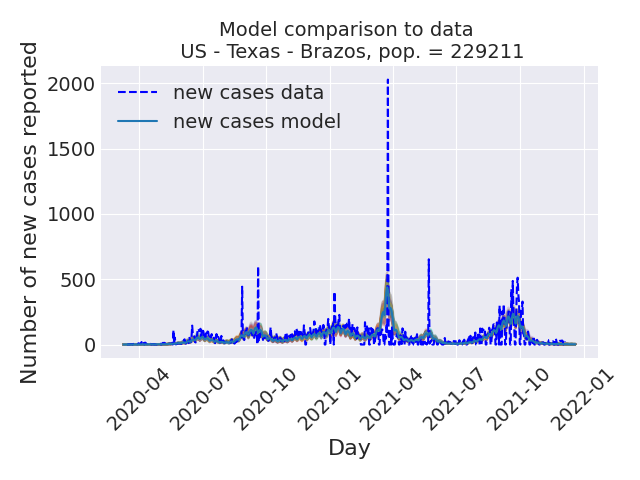 Model comparison to data
US - Texas - Brazos, pop. = 229211
Number of new cases reported
2000
1500
1000
500
0
new cases data
new cases model
2020-04
2020-07
2020-10
2021-01
2021-04
2021-07
2021-10
2022-01
Day